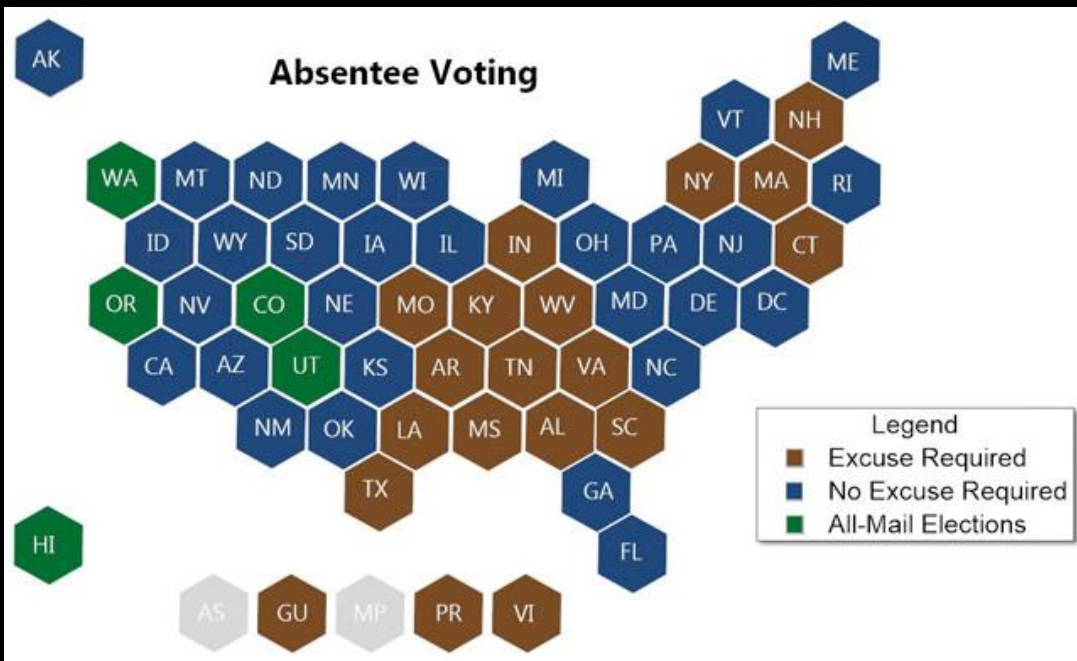 AK
Absentee Voting
ME
VT NH
WA MT ND MN WI MI NY MA RI
ID WY SD IA IL IN OH PA NJ CT
OR NV CO NE MO KY WV MD DE DC
CA AZ UT KS AR TN VA NC
NM OK LA MS AL SC
TX GA
HI FL
AS GU MP PR VI
Legend
Excuse Required
No Excuse Required
All-Mail Elections